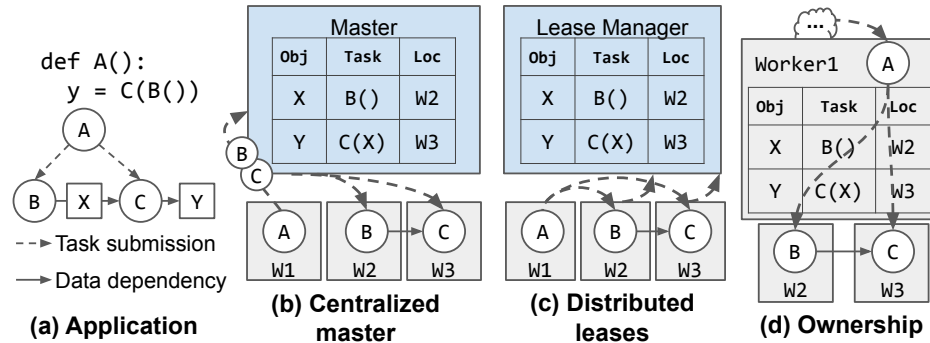 def A():
y = C(B())
A
B
X
C
Y
Task submission
Data dependency
(a) Application
Master
Obj Task Loc
X B() W2
Y C(X) W3
B
C
A
B
C
W1
W2
W3
(b) Centralized
master
Lease Manager
Obj Task Loc
X B() W2
Y C(X) W3
A
B
C
W1
W2
W3
(c) Distributed
leases
...
Worker1
A
Obj Task Loc
X B() W2
Y C(X) W3
B
C
W2
W3
(d) Ownership